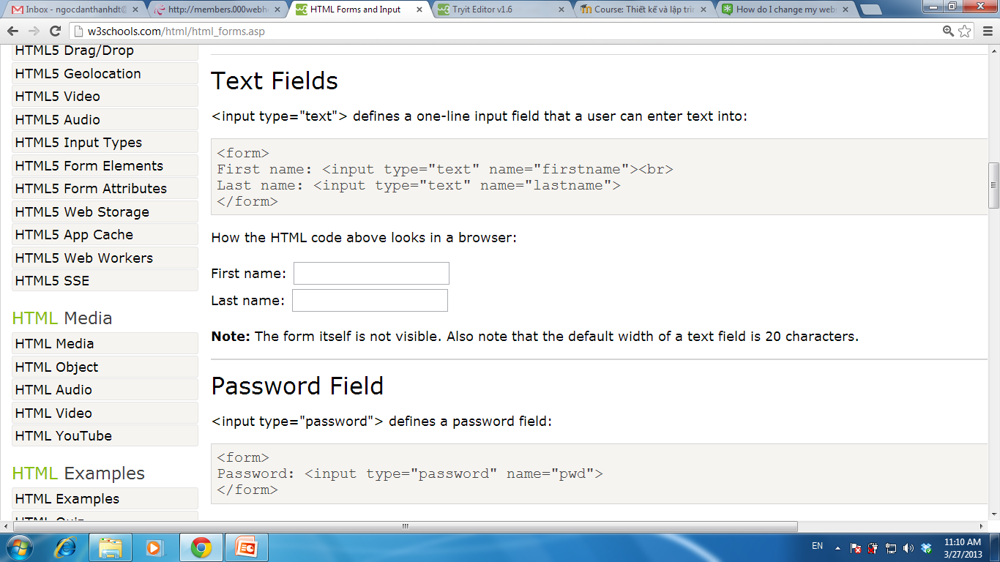 Inbox - ngocdanthanhdt@
http://members.000webh
HTML Forms and Input
Tryit Editor v1.6
Course: Thiết kế và lập trìn
How do I change my web
w3schools.com/html/html_forms.asp
HTML5 Drag/Drop
HTML5 Geolocation
HTML5 Video
HTML5 Audio
HTML5 Input Types
HTML5 Form Elements
HTML5 Form Attributes
HTML5 Web Storage
HTML5 App Cache
HTML5 Web Workers
HTML5 SSE
HTML Media
HTML Media
HTML Object
HTML Audio
HTML Video
HTML YouTube
HTML Examples
HTML Examples
HTML Quiz
Text Fields
<input type="text"> defines a one-line input field that a user can enter text into:
<form>
First name: <input type="text" name="firstname"><br>
Last name: <input type="text" name="lastname">
</form>
How the HTML code above looks in a browser:
First name:
Last name:
Note: The form itself is not visible. Also note that the default width of a text field is 20 characters.
Password Field
<input type="password"> defines a password field:
<form>
Password: <input type="password" name="pwd">
</form>
EN
11:10 AM
3/27/2013